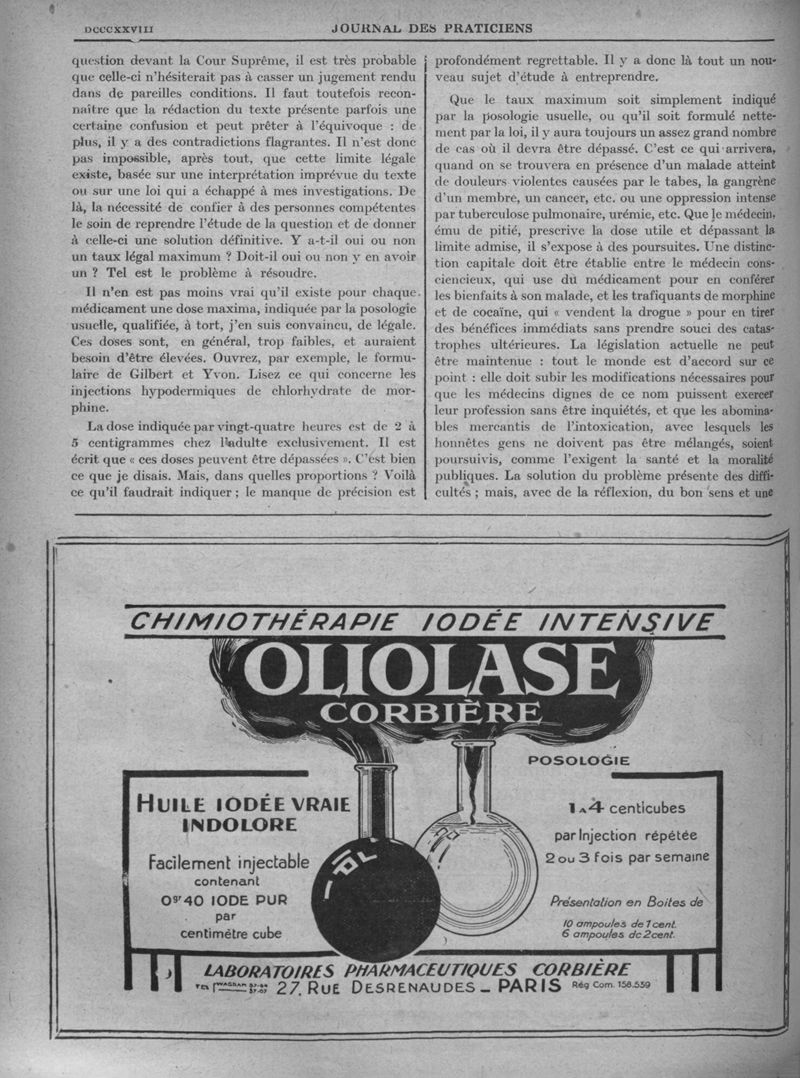 DCCCXXVIII
JOURNAL DES PRATICIENS
question devant la Cour Suprême, il est très probable
que celle-ci n'hésiterait pas à casser un jugement rendu
dans de pareilles conditions. Il faut toutefois recon-
naître que la rédaction du texte présente parfois une
certaine confusion et peut prêter à l'équivoque : de
plus, il y a des contradictions flagrantes. Il n'est donc
pas impossible, après tout, que cette limite légale
existe, basée sur une interprétation imprévue du texte
ou sur une loi qui a échappé à mes investigations. De
là, la nécessité de confier à des personnes compétentes
le soin de reprendre l'étude de la question et de donner
à celle-ci une solution définitive. Y a-t-il oui ou non
un taux légal maximum ? Doit-il oui ou non y en avoir
un ? Tel est le problème à résoudre.
Il n'en est pas moins vrai qu'il existe pour chaque
médicament une dose maxima, indiquée par la posologie
usuelle, qualifiée, à tort, j'en suis convaincu, de légale.
Ces doses sont, en général, trop faibles, et auraient
besoin d'être élevées. Ouvrez, par exemple, le formu-
laire de Gilbert et Yvon. Lisez ce qui concerne les
injections hypodermiques de chlorhydrate de mor-
phine.
La dose indiquée par vingt-quatre heures est de 2 à
5 centigrammes chez l'adulte exclusivement. Il est
écrit que « ces doses peuvent être dépassées ». C'est bien
ce que je disais. Mais, dans quelles proportions ? Voilà
ce qu'il faudrait indiquer ; le manque de précision est
profondément regrettable. Il y a donc là tout un nou-
veau sujet d'étude à entreprendre.
Que le taux maximum soit simplement indiqué
par la posologie usuelle, ou qu'il soit formulé nette-
ment par la loi, il y aura toujours un assez grand nombre
de cas où il devra être dépassé. C'est ce qui arrivera,
quand on se trouvera en présence d'un malade atteint
de douleurs violentes causées par le tabes, la gangrène
d'un membre, un cancer, etc. ou une oppression intense
par tuberculose pulmonaire, urémie, etc. Que le médecin,
ému de pitié, prescrive la dose utile et dépassant la
limite admise, il s'expose à des poursuites. Une distinc-
tion capitale doit être établie entre le médecin cons-
ciencieux, qui use du médicament pour en conférer
les bienfaits à son malade, et les trafiquants de morphine
et de cocaïne, qui « vendent la drogue » pour en tirer
des bénéfices immédiats sans prendre souci des catas-
trophes ultérieures. La législation actuelle ne peut
être maintenue : tout le monde est d'accord sur ce
point : elle doit subir les modifications nécessaires pour
que les médecins dignes de ce nom puissent exercer
leur profession sans être inquiétés, et que les abomina-
bles mercantis de l'intoxication, avec lesquels les
honnêtes gens ne doivent pas être mélangés, soient
poursuivis, comme l'exigent la santé et la moralité
publiques. La solution du problème présente des diffi-
cultés ; mais, avec de la réflexion, du bon sens et une
CHIMIOTHÉRAPIE IODÉE INTENSIVE
OLIOLASE
CORBIÈRE
HUILE IODÉE VRAIE
INDOLORE
Facilement injectable
contenant
0gr40 IODE PUR
par
centimètre cube
POSOLOGIE
1 A 4 centicubes
par Injection répétée
2 ou 3 fois par semaine
Présentation en Boites de
10 ampoules de 1 cent.
6 ampoules de 2 cent.
LABORATOIRES PHARMACEUTIQUES CORBIÈRE
TEL WAGRAM 27, RUE DESRENAUDES - PARIS Rég Com. 158.559